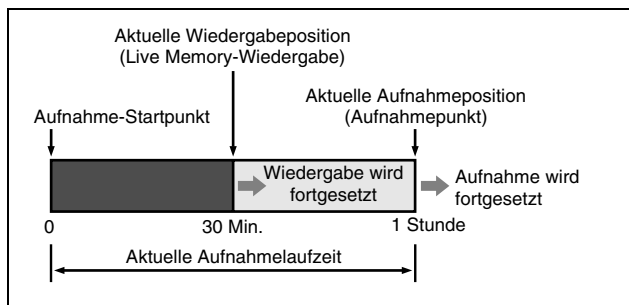 Aktuelle Wiedergabeposition
(Live Memory-Wiedergabe)
Aktuelle Aufnahmeposition
(Aufnahmepunkt)
Aufnahme-Startpunkt
Wiedergabe wird
fortgesetzt
Aufnahme wird
fortgesetzt
0
30 Min.
1 Stunde
Aktuelle Aufnahmelaufzeit